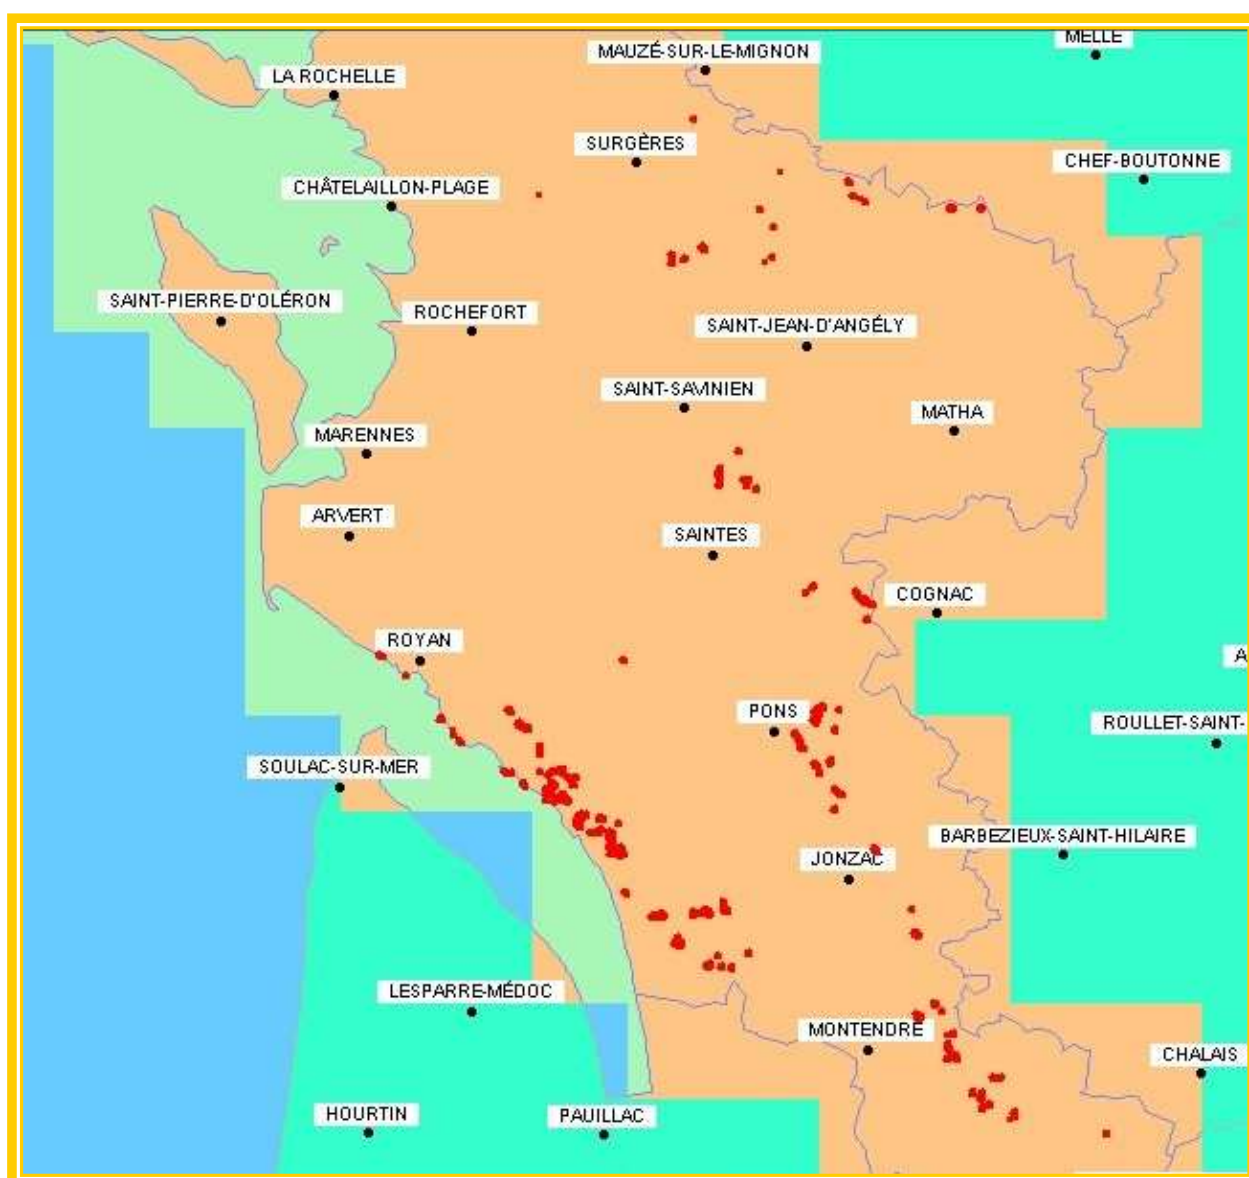 MELLE
MAUZÉ-SUR-LE-MIGNON
LA ROCHELLE
SURGÈRES
CHEF-BOUTONNE
CHÂTELAILLON-PLAGE
SAINT-PIERRE-D'OLÉRON
ROCHEFORT
SAINT-JEAN-D'ANGÉLY
SAINT-SAVINIEN
MATHA
MARENNES
ARVERT
SAINTES
COGNAC
ROYAN
A
PONS
ROULLET-SAINT-
SOULAC-SUR-MER
BARBEZIEUX-SAINT-HILAIRE
JONZAC
LESPARRE-MÉDOC
MONTENDRE
CHALAIS
HOURTIN
PAUILLAC